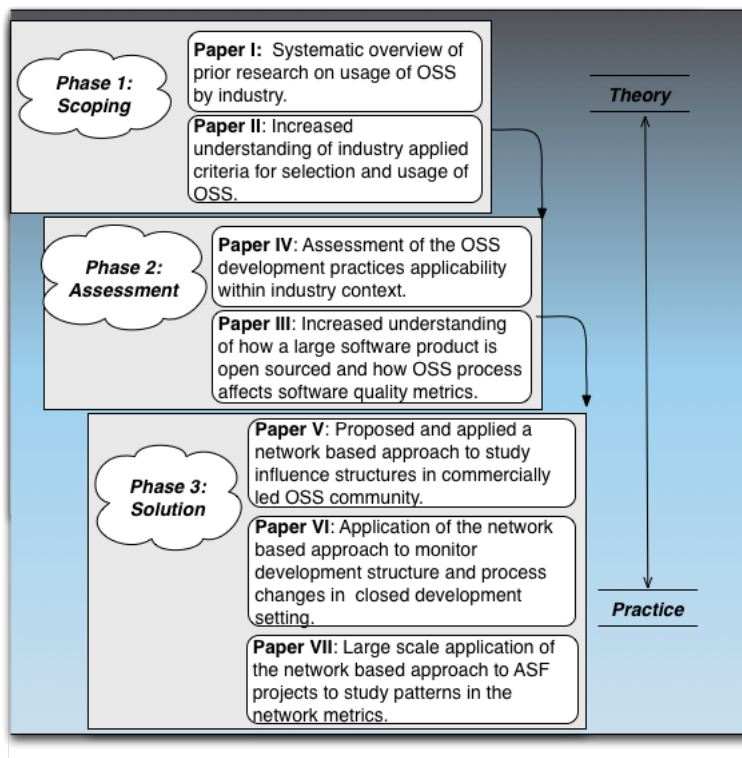 Phase 1:
Scoping
Paper I: Systematic overview of
prior research on usage of OSS
by industry.
Paper II: Increased
understanding of industry applied
criteria for selection and usage of
OSS.
Theory
Phase 2:
Assessment
Paper IV: Assessment of the OSS
development practices applicability
within industry context.
Paper III: Increased understanding
of how a large software product is
open sourced and how OSS process
affects software quality metrics.
Phase 3:
Solution
Paper V: Proposed and applied a
network based approach to study
influence structures in commercially
led OSS community.
Paper VI: Application of the network
based approach to monitor
development structure and process
changes in closed development
setting.
Practice
Paper VII: Large scale application of
the network based approach to ASF
projects to study patterns in the
network metrics.